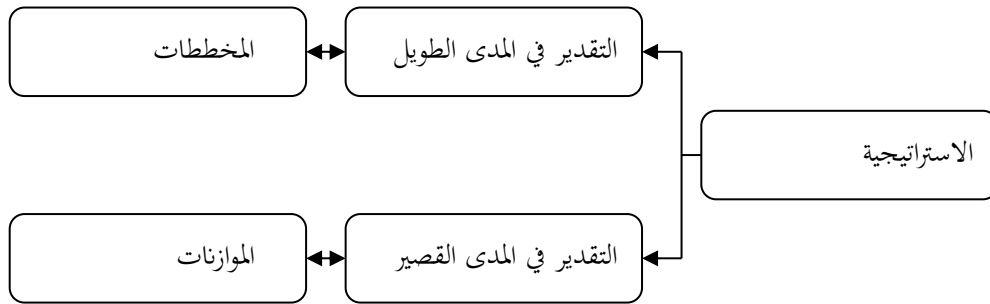 التقدير في المدى الطويل
المخططات
الاستراتيجية
التقدير في المدى القصير
الموازنات